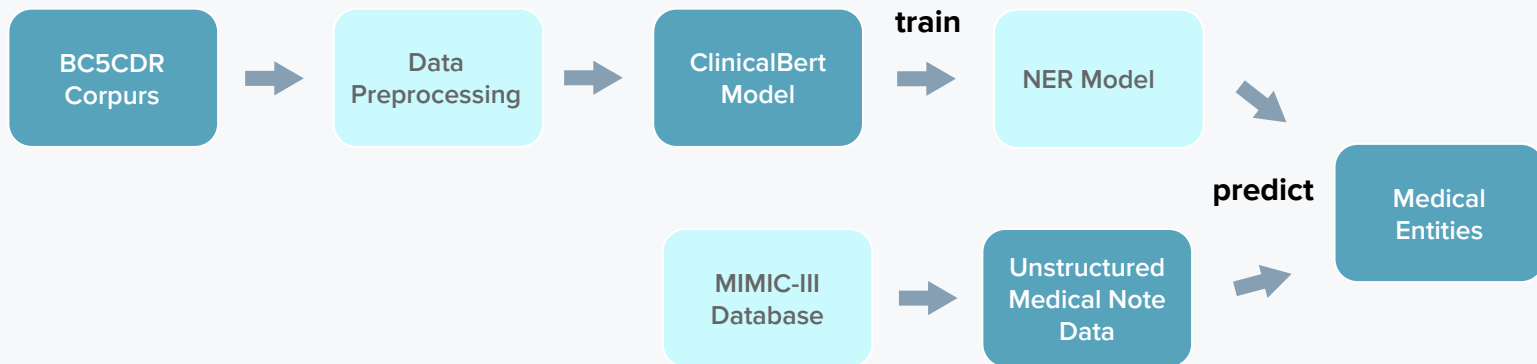 BC5CDR
Corpurs
Data
Preprocessing
ClinicalBert
Model
train
NER Model
predict
Medical
Entities
MIMIC-III
Database
Unstructured
Medical Note
Data